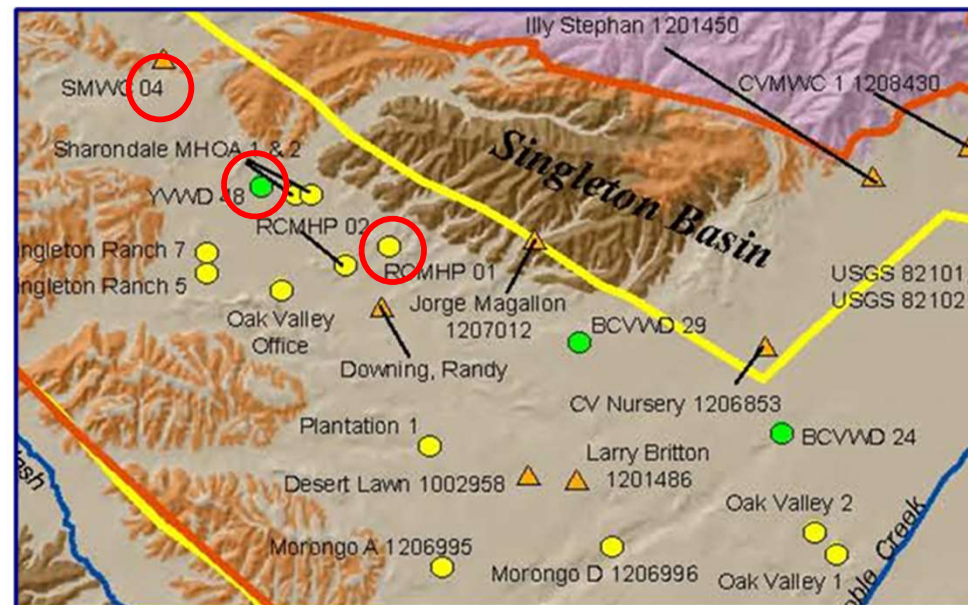 Illy Stephan 1201450
CVMWC 1 1208430
SMWC 04
Sharondale MHOA 1 & 2
YVWD 48
Singleton Basin
RCMHP 02
ngleton Ranch 7
RCMHP 01
USGS 82101
ngleton Ranch 5
USGS 82102
Jorge Magallon
1207012
Oak Valley
Office
BCVWD 29
Downing, Randy
CV Nursery 1206853
Plantation 1
BCVWD 24
Larry Britton
1201486
Desert Lawn 1002958
Oak Valley 2
Morongo A 1206995
Morongo D 1206996
Oak Valley 1
ble Creek